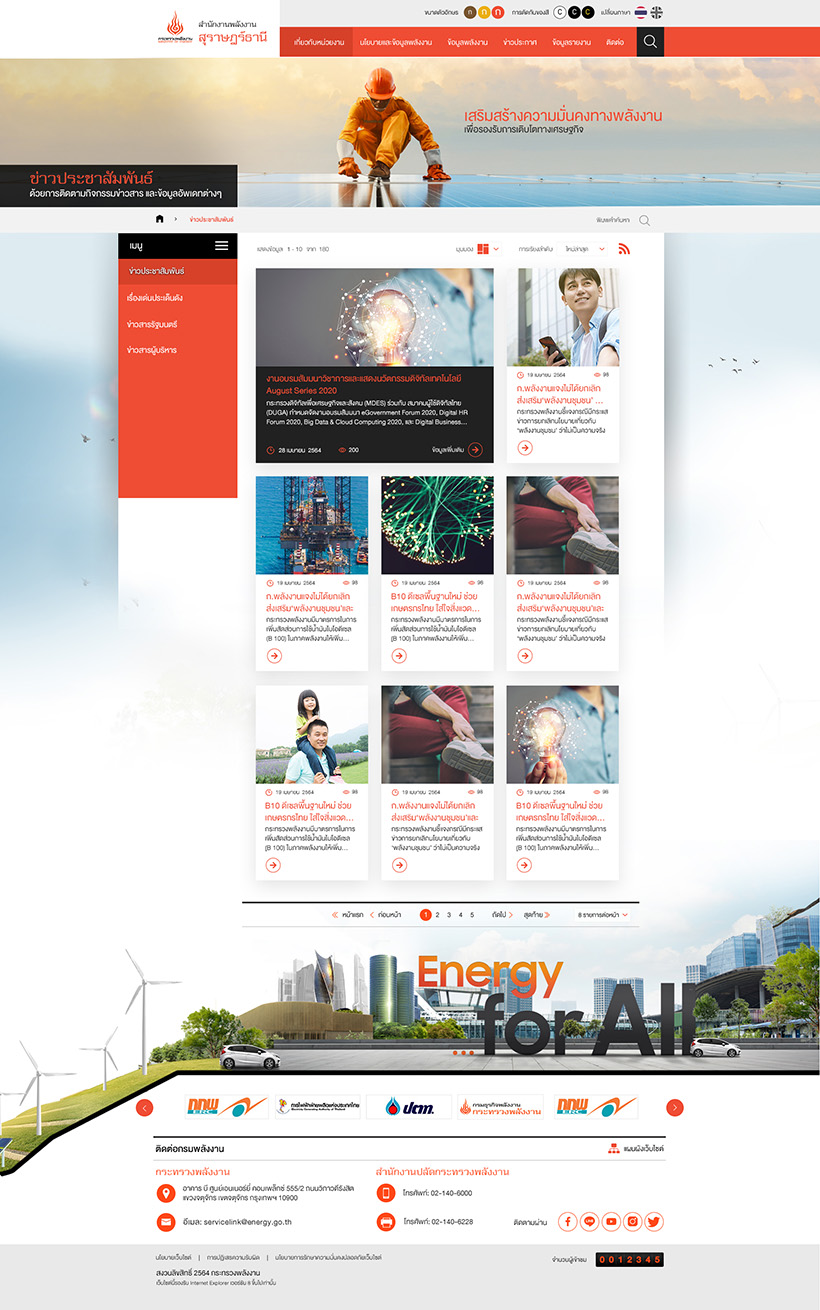 ขนาดตัวอักษร ก ก ก การตัดกันของสี C C C เปลี่ยนภาษา
สำนักงานพลังงาน
สุราษฎร์ธานี
กระทรวงพลังงาน
เกี่ยวกับหน่วยงาน นโยบายและข้อมูลพลังงาน ข้อมูลพลังงาน ข่าวประกาศ ข้อมูลรายงาน ติดต่อ
เสริมสร้างความมั่นคงทางพลังงาน
เพื่อรองรับการเติบโตทางเศรษฐกิจ
ข่าวประชาสัมพันธ์
ด้วยการติดตามกิจกรรมข่าวสาร และข้อมูลอัพเดทต่างๆ
ข่าวประชาสัมพันธ์
พิมพ์คำค้นหา
เมนู
ข่าวประชาสัมพันธ์
เรื่องเด่นประเด็นดัง
ข่าวสารรัฐมนตรี
ข่าวสารผู้บริหาร
แสดงข้อมูล 1 - 10 จาก 180
มุมมอง
การเรียงลำดับ ใหม่ล่าสุด
งานอบรมสัมมนาวิชาการและแสดงนวัตกรรมดิจิทัลเทคโนโลยี
August Series 2020
กระทรวงดิจิทัลเพื่อเศรษฐกิจและสังคม (MDES) ร่วมกับ สมาคมผู้ใช้ดิจิทัลไทย
(DUGA) กำหนดจัดงานอบรมสัมมนา eGovernment Forum 2020, Digital HR
Forum 2020, Big Data & Cloud Computing 2020, และ Digital Business...
28 เมษายน 2564 200 ข้อมูลเพิ่มเติม
19 เมษายน 2564 98
ก.พลังงานแจงไม่ได้ยกเลิก
ส่งเสริม'พลังงานชุมชน' ...
กระทรวงพลังงานชี้แจงกรณีมีกระแส
ข่าวการยกเลิกนโยบายเกี่ยวกับ
'พลังงานชุมชน' ว่าไม่เป็นความจริง
19 เมษายน 2564 98
ก.พลังงานแจงไม่ได้ยกเลิก
ส่งเสริม'พลังงานชุมชน'และ
กระทรวงพลังงานมีมาตรการในการ
เพิ่มสัดส่วนการใช้น้ำมันไบโอดีเซล
(B 100) ในภาคพลังงานให้เพิ่ม...
19 เมษายน 2564 98
B10 ดีเซลพื้นฐานใหม่ ช่วย
เกษตรกรไทย ใส่ใจสิ่งแวด...
กระทรวงพลังงานมีมาตรการในการ
เพิ่มสัดส่วนการใช้น้ำมันไบโอดีเซล
(B 100) ในภาคพลังงานให้เพิ่ม...
19 เมษายน 2564 98
ก.พลังงานแจงไม่ได้ยกเลิก
ส่งเสริม'พลังงานชุมชน'และ
กระทรวงพลังงานชี้แจงกรณีมีกระแส
ข่าวการยกเลิกนโยบายเกี่ยวกับ
'พลังงานชุมชน' ว่าไม่เป็นความจริง
19 เมษายน 2564 98
B10 ดีเซลพื้นฐานใหม่ ช่วย
เกษตรกรไทย ใส่ใจสิ่งแวด...
กระทรวงพลังงานมีมาตรการในการ
เพิ่มสัดส่วนการใช้น้ำมันไบโอดีเซล
(B 100) ในภาคพลังงานให้เพิ่ม...
19 เมษายน 2564 98
ก.พลังงานแจงไม่ได้ยกเลิก
ส่งเสริม'พลังงานชุมชน'และ
กระทรวงพลังงานชี้แจงกรณีมีกระแส
ข่าวการยกเลิกนโยบายเกี่ยวกับ
'พลังงานชุมชน' ว่าไม่เป็นความจริง
19 เมษายน 2564 98
B10 ดีเซลพื้นฐานใหม่ ช่วย
เกษตรกรไทย ใส่ใจสิ่งแวด...
กระทรวงพลังงานมีมาตรการในการ
เพิ่มสัดส่วนการใช้น้ำมันไบโอดีเซล
(B 100) ในภาคพลังงานให้เพิ่ม...
หน้าแรก ก่อนหน้า 1 2 3 4 5 ถัดไป สุดท้าย 8 รายการต่อหน้า
Energy
...for All
กกพ ERC การไฟฟ้าฝ่ายผลิตแห่งประเทศไทย Electricity Generating Authority of Thailand ปตท. กรมธุรกิจพลังงาน กระทรวงพลังงาน กกพ ERC
ติดต่อกรมพลังงาน แผนผังเว็บไซต์
กระทรวงพลังงาน
อาคาร บี ศูนย์เอนเนอร์ยี่ คอมเพล็กซ์ 555/2 ถนนวิภาวดีรังสิต
แขวงจตุจักร เขตจตุจักร กรุงเทพฯ 10900
อีเมล: servicelink@energy.go.th
สำนักงานปลัดกระทรวงพลังงาน
โทรศัพท์: 02-140-6000
โทรศัพท์: 02-140-6228
ติดตามผ่าน
นโยบายเว็บไซต์ | การปฏิเสธความรับผิด | นโยบายการรักษาความมั่นคงปลอดภัยเว็บไซต์
สงวนลิขสิทธิ์ 2564 กระทรวงพลังงาน
เว็บไซต์นี้รองรับ Internet Explorer เวอร์ชัน 9 ขึ้นไปเท่านั้น
จำนวนผู้เข้าชม 0 0 1 2 3 4 5